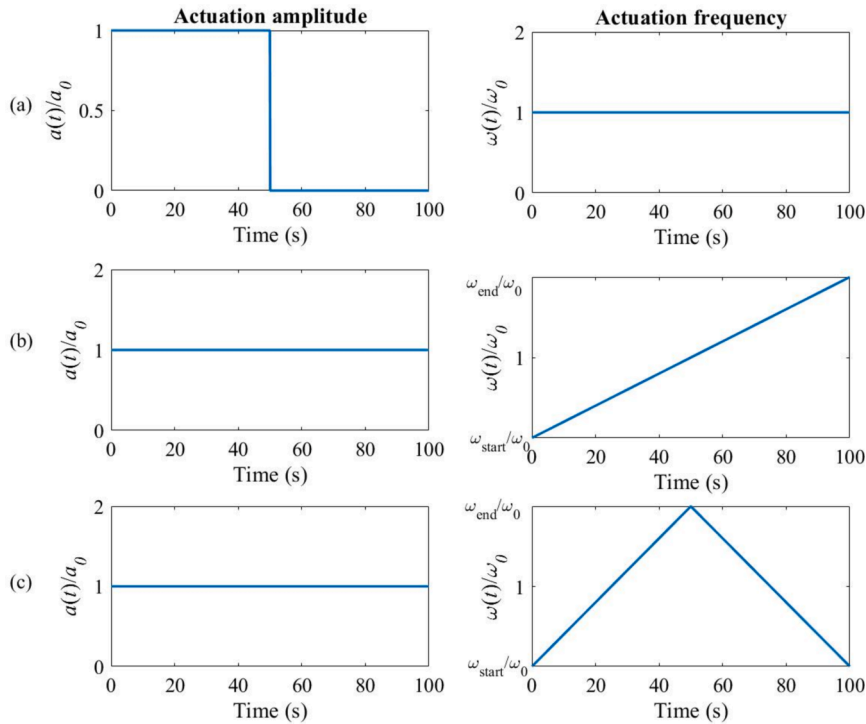 Actuation amplitude
Actuation frequency
(a)
a(t)/a0
1
0.5
0
0 20 40 60 80 100
Time (s)
ω(t)/ω0
2
1
0
0 20 40 60 80 100
Time (s)
(b)
a(t)/a0
2
1
0
0 20 40 60 80 100
Time (s)
ω(t)/ω0
ωend/ω0
1
ωstart/ω0
0 20 40 60 80 100
Time (s)
(c)
a(t)/a0
2
1
0
0 20 40 60 80 100
Time (s)
ω(t)/ω0
ωend/ω0
1
ωstart/ω0
0 20 40 60 80 100
Time (s)